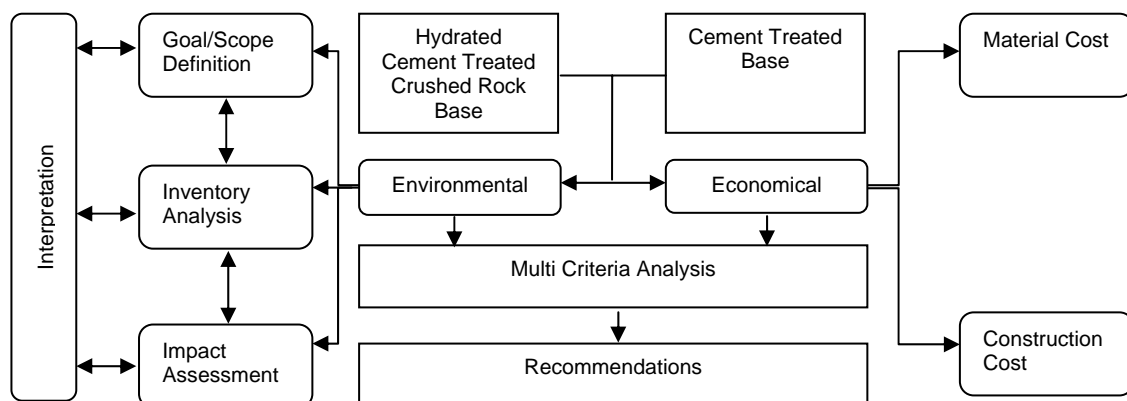 Interpretation
Goal/Scope
Definition
Inventory
Analysis
Impact
Assessment
Hydrated
Cement Treated
Crushed Rock
Base
Cement Treated
Base
Environmental
Economical
Multi Criteria Analysis
Recommendations
Material Cost
Construction
Cost